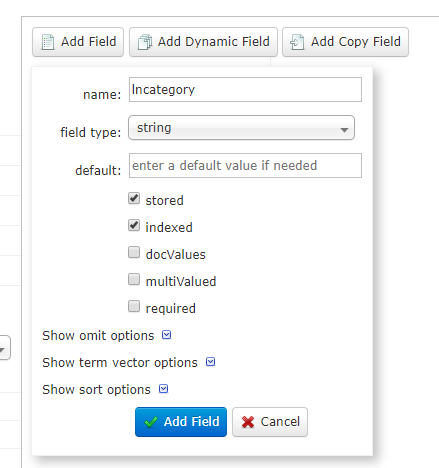 Add Field Add Dynamic Field Add Copy Field
name: Incategory
field type: string
default: enter a default value if needed
stored
indexed
docValues
multiValued
required
Show omit options
Show term vector options
Show sort options
Add Field Cancel